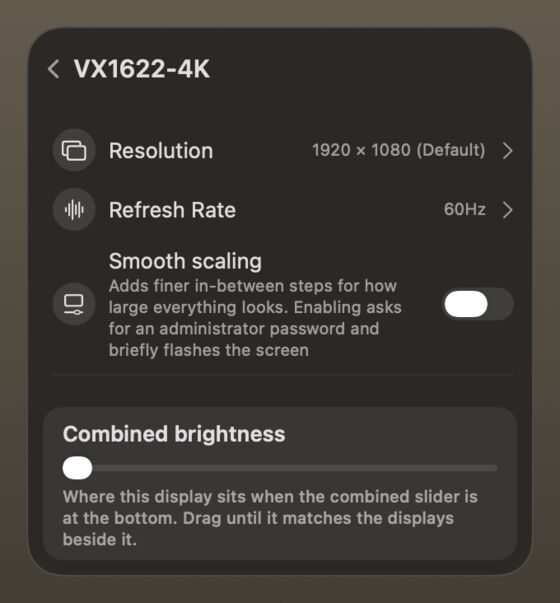 VX1622-4K
Resolution 1920 × 1080 (Default)
Refresh Rate 60Hz
Smooth scaling
Adds finer in-between steps for how
large everything looks. Enabling asks
for an administrator password and
briefly flashes the screen
Combined brightness
Where this display sits when the combined slider is
at the bottom. Drag until it matches the displays
beside it.